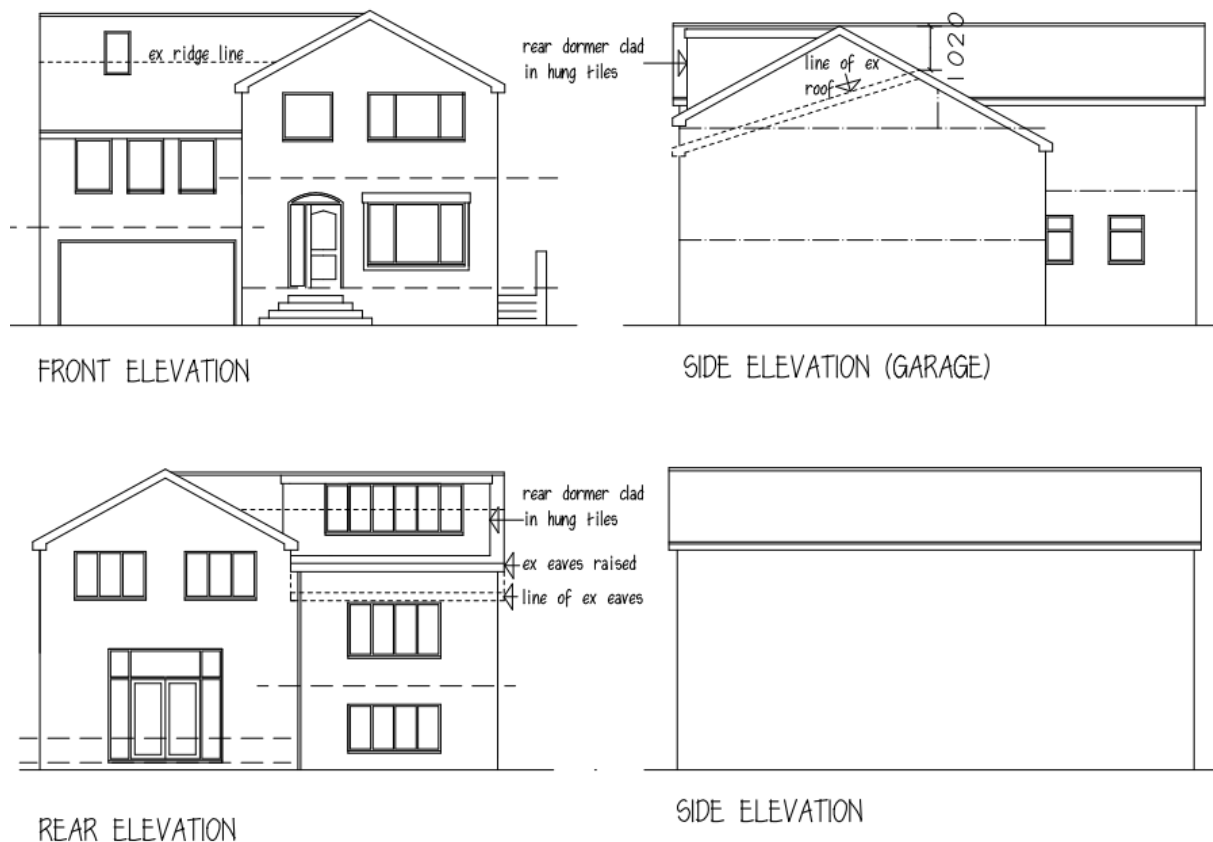 ex ridge line
FRONT ELEVATION
rear dormer clad
in hung tiles
line of ex
roof
1020
SIDE ELEVATION (GARAGE)
rear dormer clad
in hung tiles
ex eaves raised
line of ex eaves
REAR ELEVATION
SIDE ELEVATION